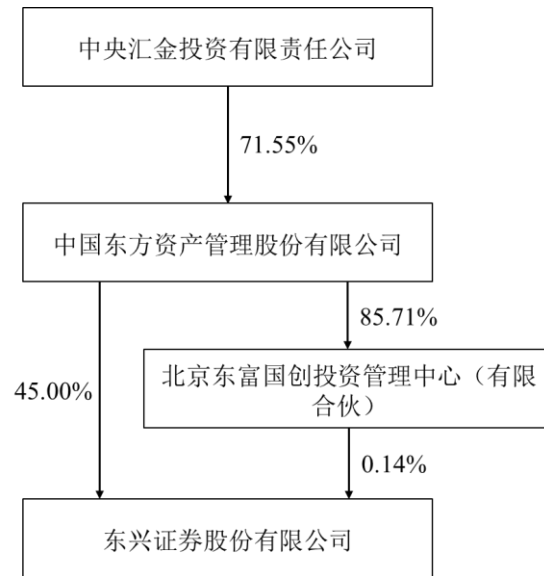 中央汇金投资有限责任公司
71.55%
中国东方资产管理股份有限公司
85.71%
45.00%
北京东富国创投资管理中心（有限
合伙）
0.14%
东兴证券股份有限公司